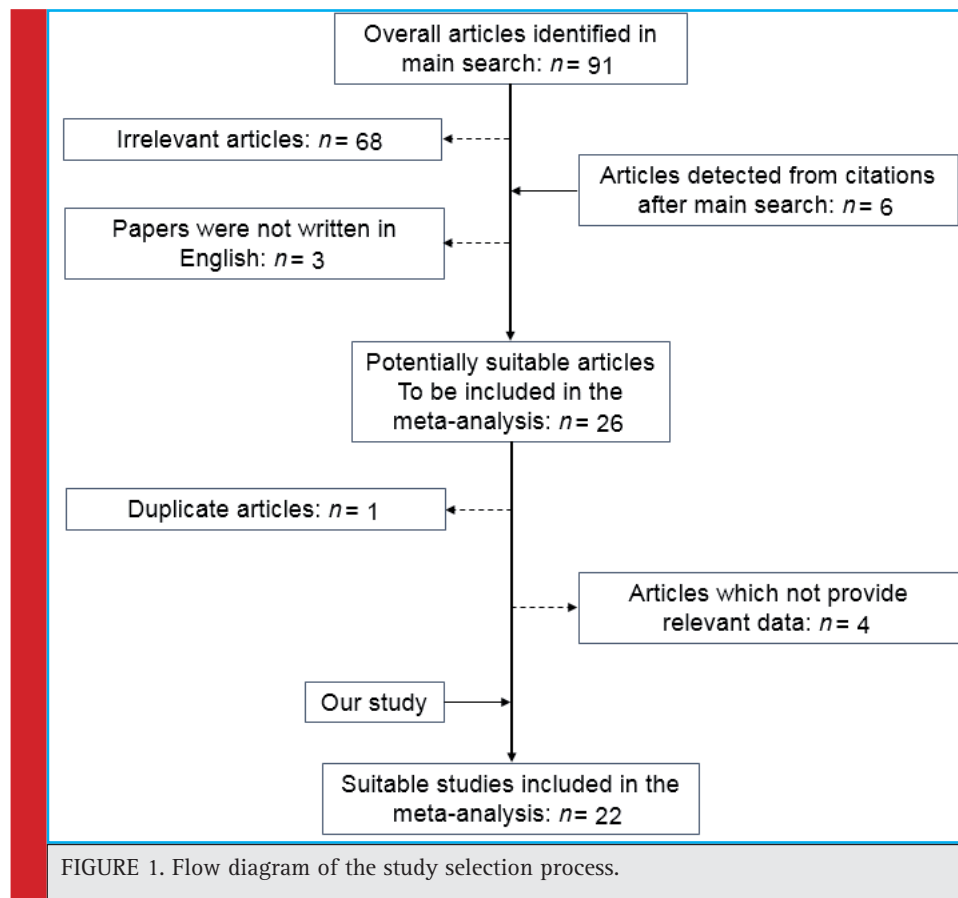 Overall articles identified in
main search: n= 91
Irrelevant articles: n= 68
Articles detected from citations
after main search: n= 6
Papers were not written in
English: n= 3
Potentially suitable articles
To be included in the
meta-analysis: n= 26
Duplicate articles: n= 1
Articles which not provide
relevant data: n= 4
Our study
Suitable studies included in the
meta-analysis: n= 22
FIGURE 1. Flow diagram of the study selection process.